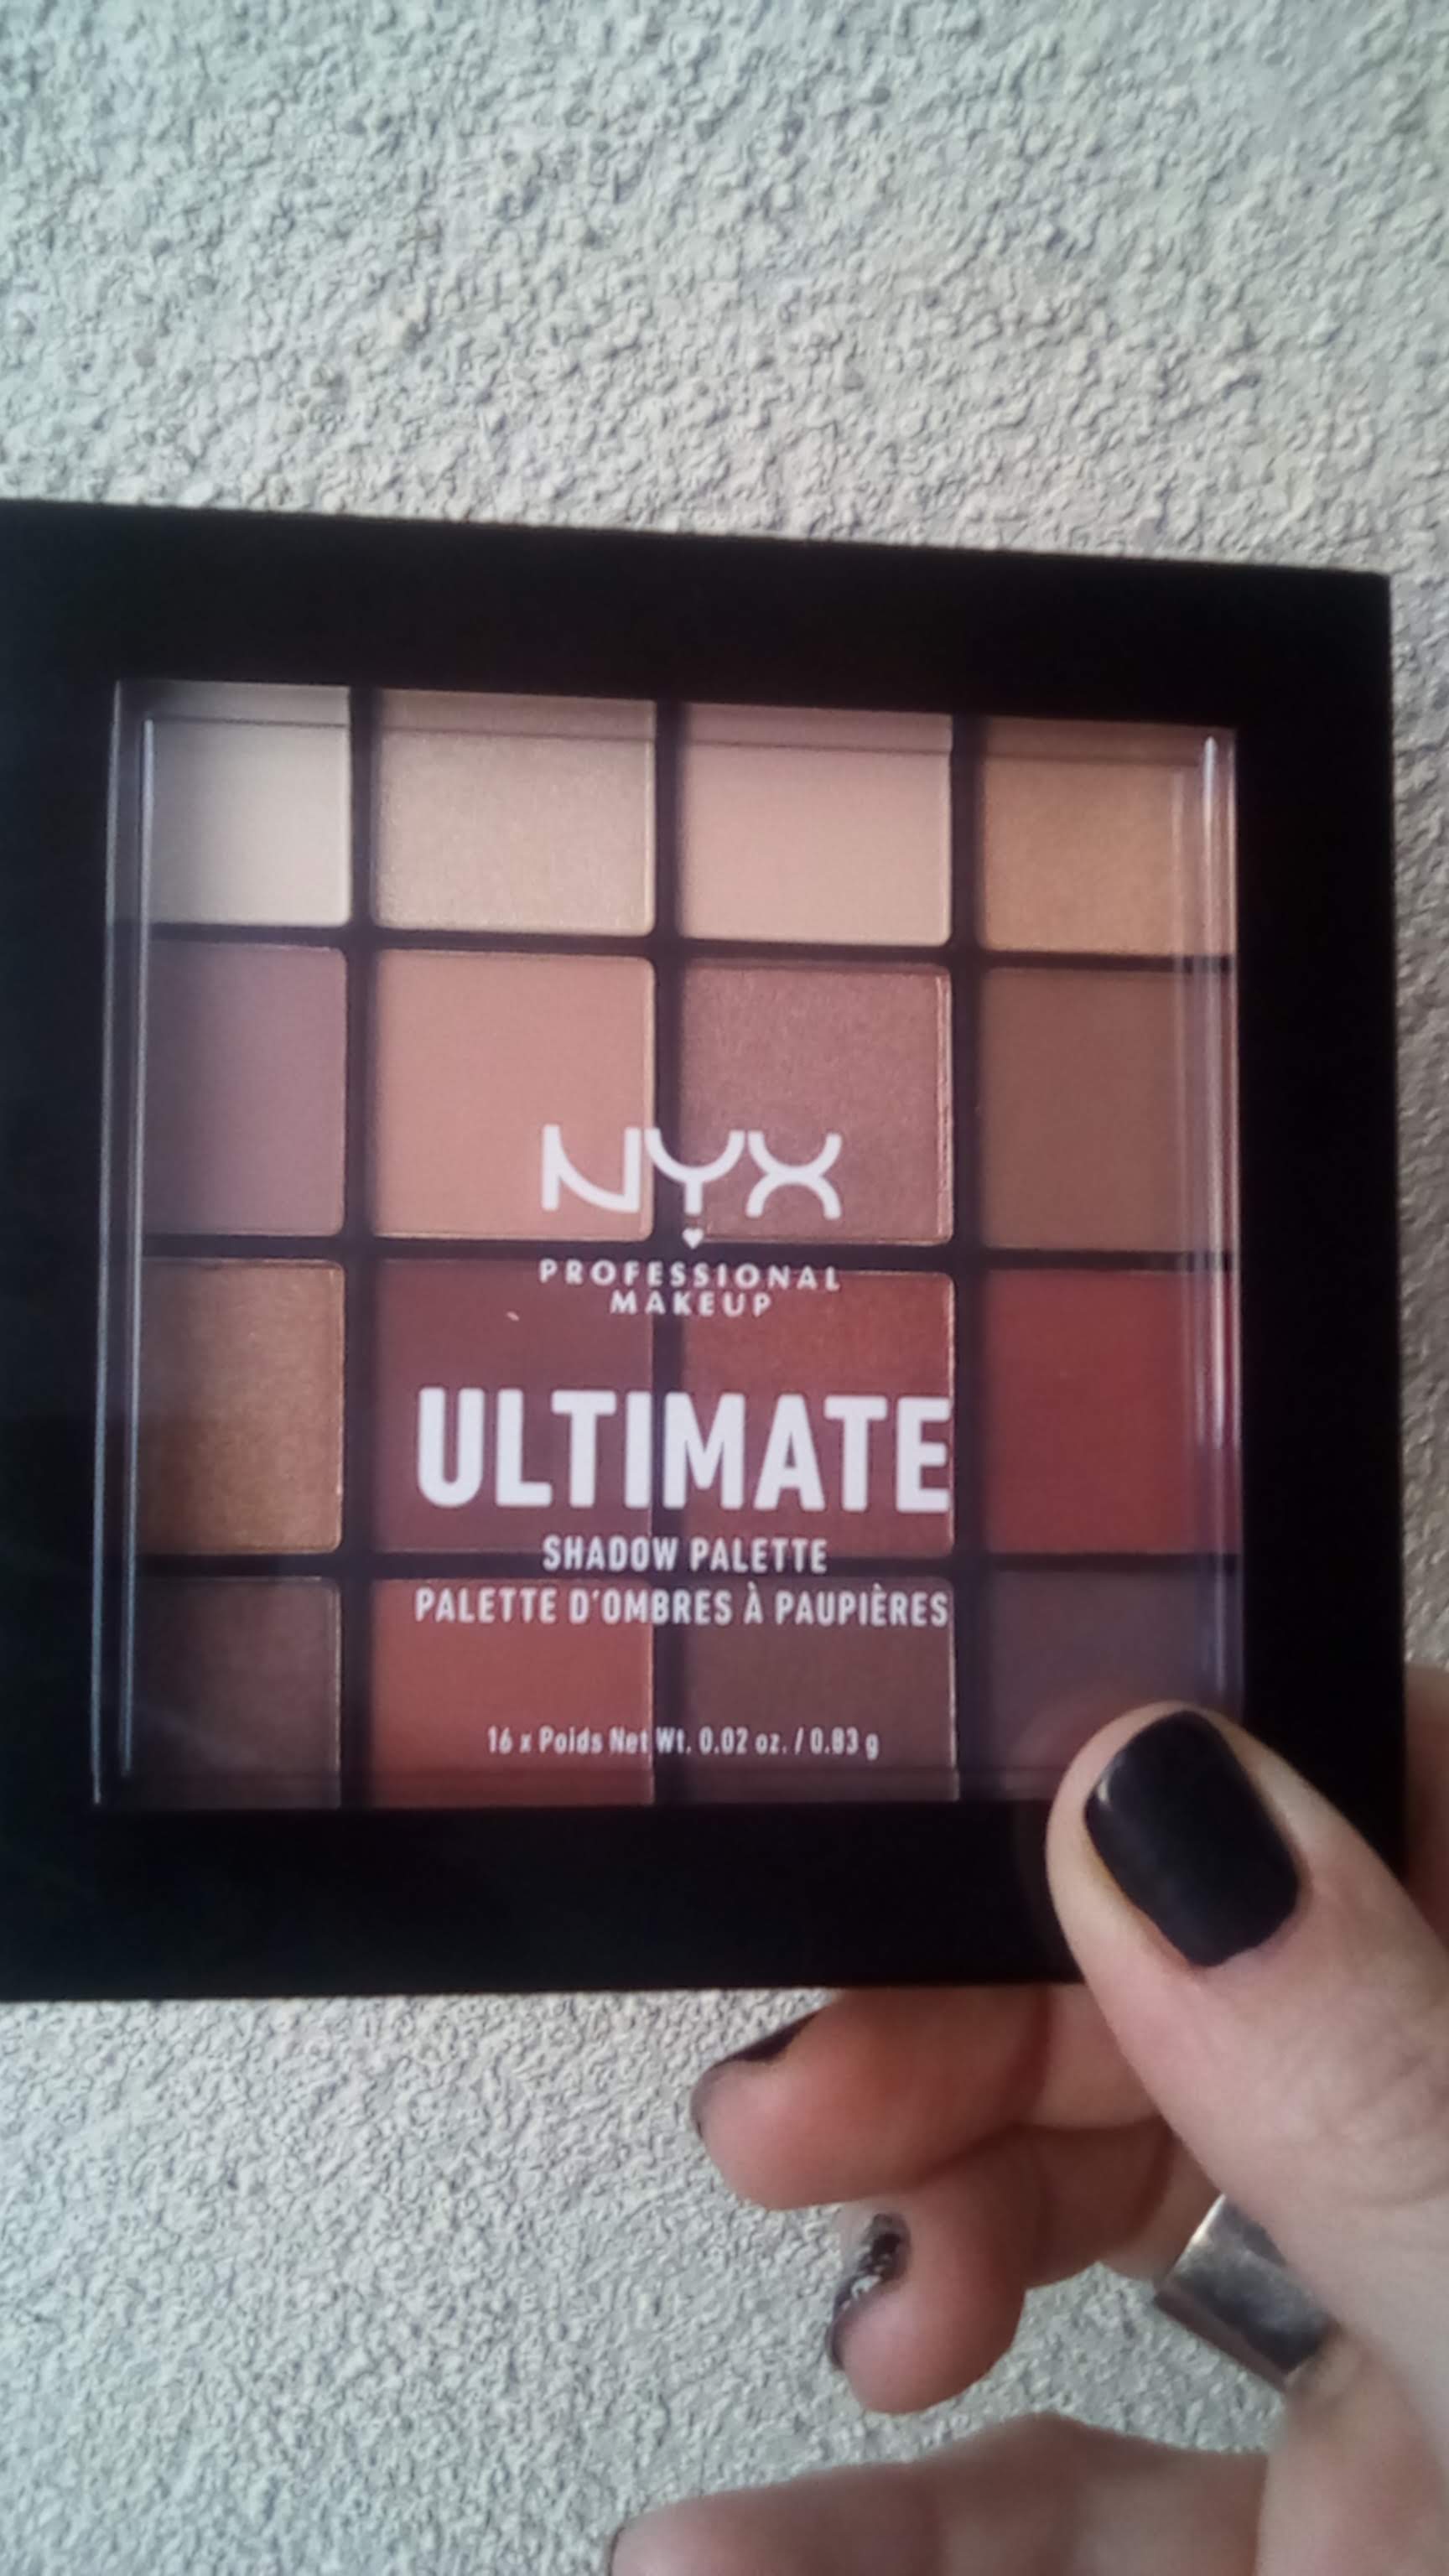 NYX
PROFESSIONAL
MAKEUP
ULTIMATE
SHADOW PALETTE
PALETTE D'OMBRES À PAUPIÈRES
16 x Poids Net Wt. 0.02 oz. / 0.83 g